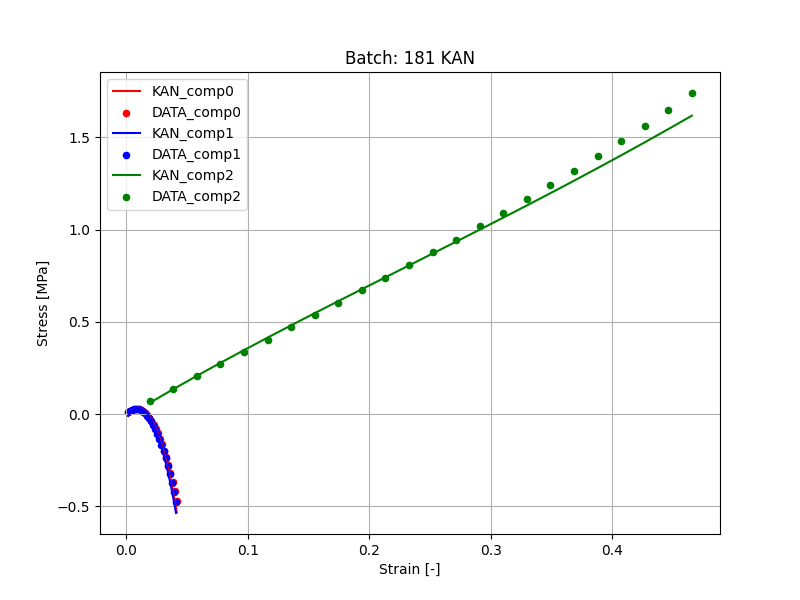 Batch: 181 KAN
KAN_comp0
DATA_comp0
KAN_comp1
DATA_comp1
KAN_comp2
DATA_comp2
1.5
1.0
0.5
0.0
−0.5
Stress [MPa]
0.0 0.1 0.2 0.3 0.4
Strain [-]